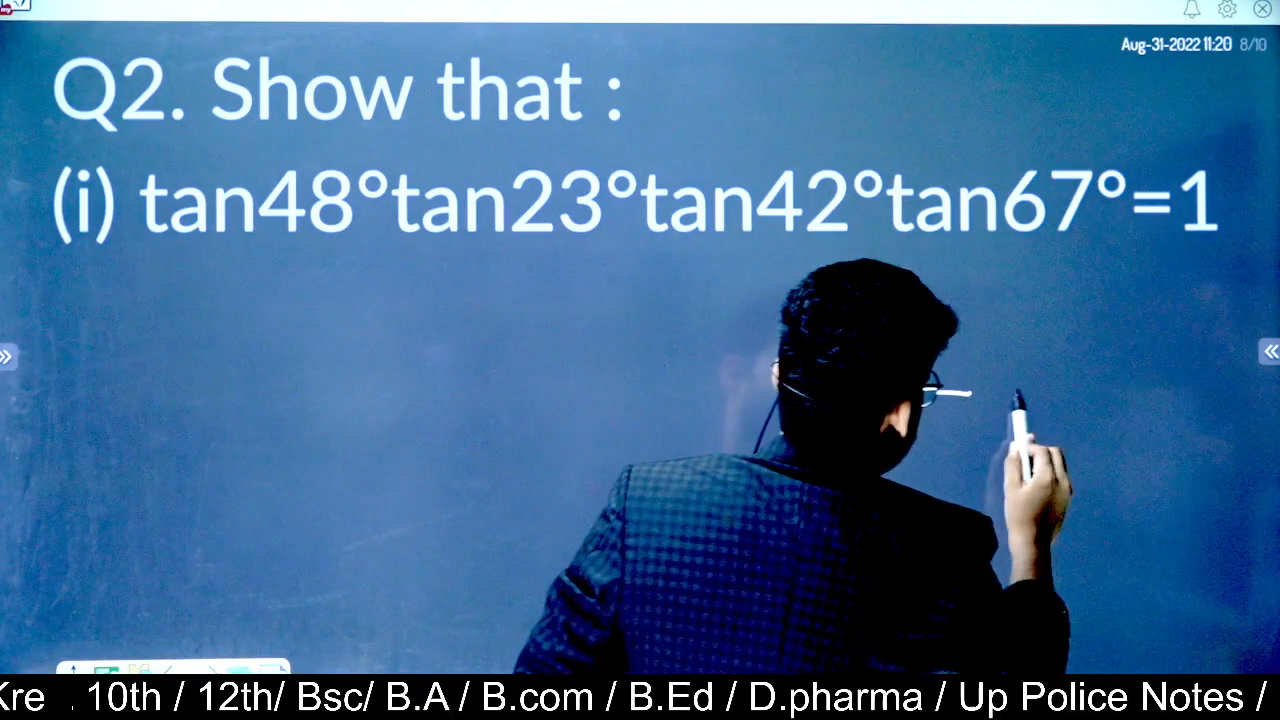 Aug-31-2022 11:20 8/10
Q2. Show that :
(i) tan48°tan23°tan42°tan67°=1
Kre . 10th / 12th/ Bsc/ B.A / B.com / B.Ed / D.pharma / Up Police Notes /